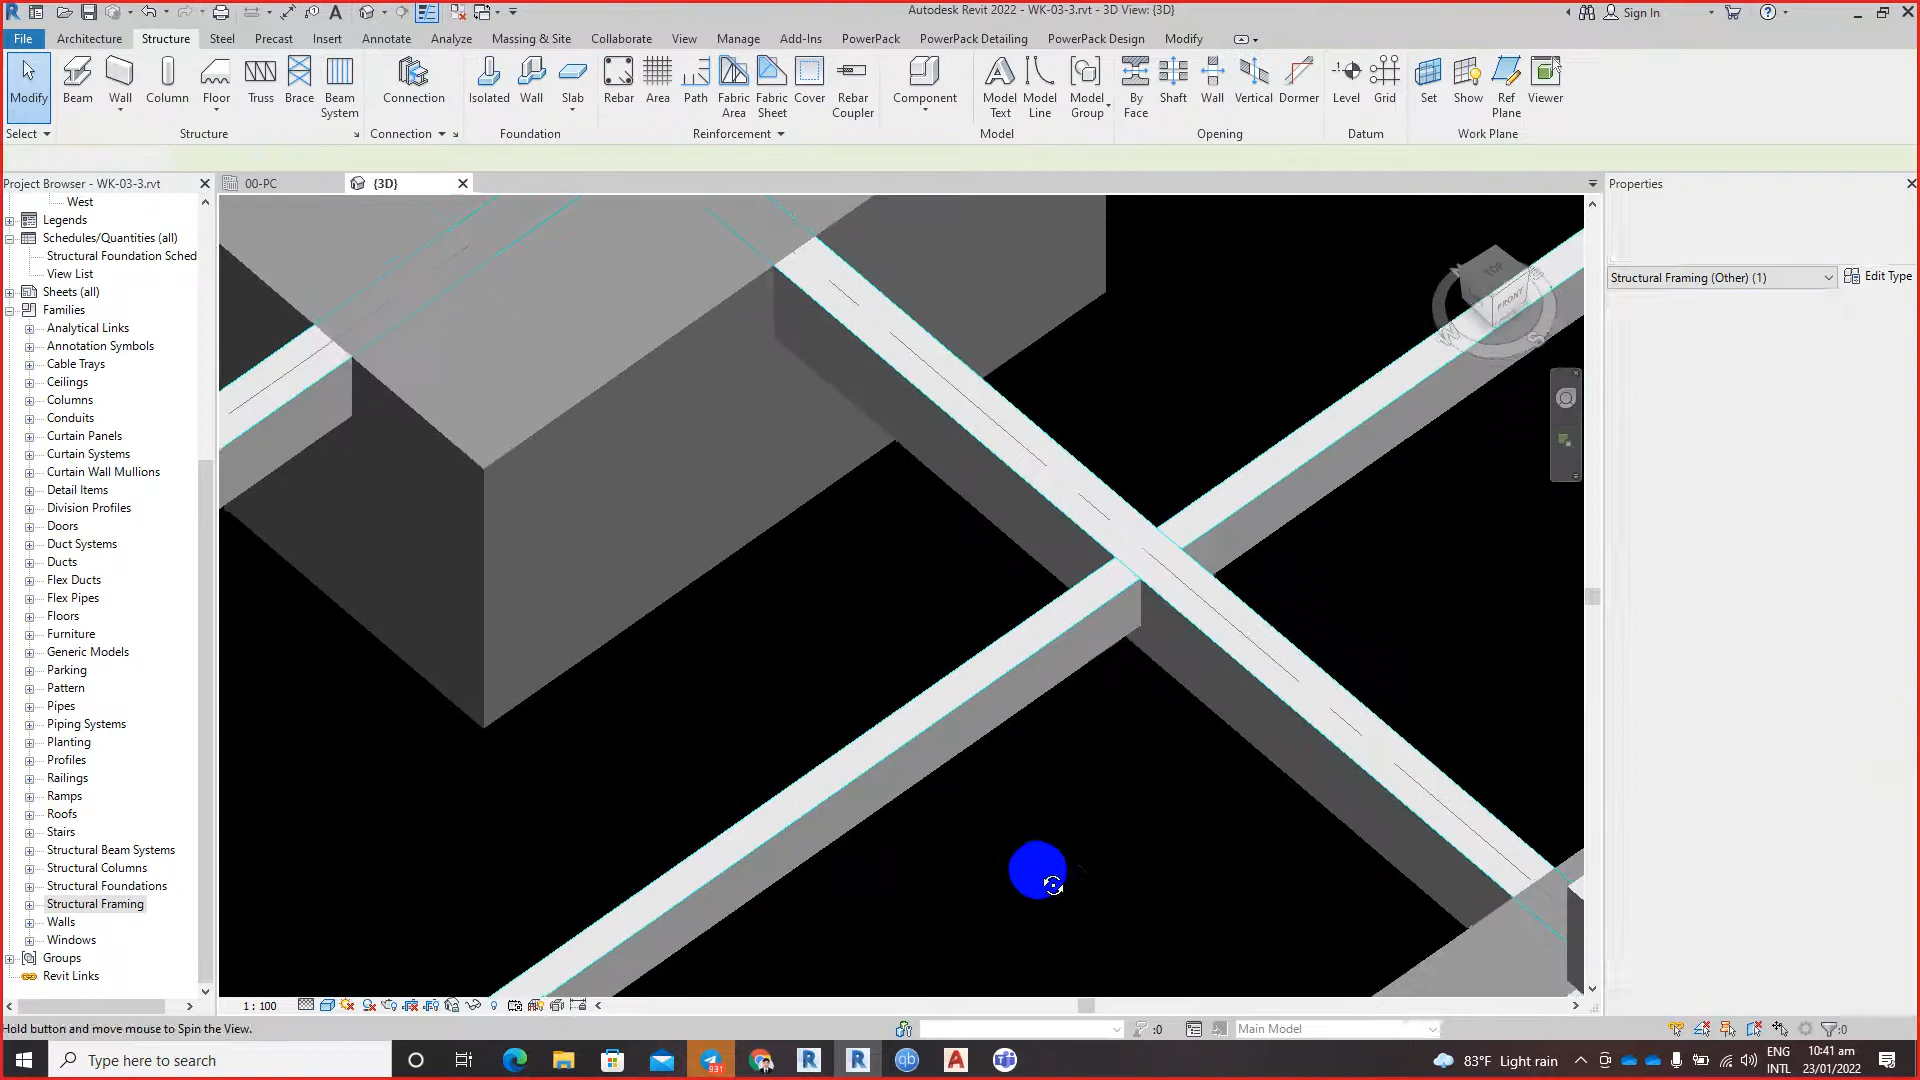 Autodesk Revit 2022 - WK-03-3.rvt - 3D View: {3D}
Sign In
File Architecture Structure Steel Precast Insert Annotate Analyze Massing & Site Collaborate View Manage Add-Ins PowerPack PowerPack Detailing PowerPack Design Modify
Modify Beam Wall Column Floor Truss Brace Beam System Connection Isolated Wall Slab Rebar Area Path Fabric Area Fabric Sheet Cover Rebar Coupler Component Model Text Model Line Model Group By Face Shaft Wall Vertical Dormer Level Grid Set Show Ref Plane Viewer
Select Structure Connection Foundation Reinforcement Model Opening Datum Work Plane
Project Browser - WK-03-3.rvt
00-PC
{3D}
Properties
West
Legends
Schedules/Quantities (all)
Structural Foundation Sched
View List
Sheets (all)
Families
Analytical Links
Annotation Symbols
Cable Trays
Ceilings
Columns
Conduits
Curtain Panels
Curtain Systems
Curtain Wall Mullions
Detail Items
Division Profiles
Doors
Duct Systems
Ducts
Flex Ducts
Flex Pipes
Floors
Furniture
Generic Models
Parking
Pattern
Pipes
Piping Systems
Planting
Profiles
Railings
Ramps
Roofs
Stairs
Structural Beam Systems
Structural Columns
Structural Foundations
Structural Framing
Walls
Windows
Groups
Revit Links
TOP
FRONT
W
S
Structural Framing (Other) (1)
Edit Type
1 : 100
Hold button and move mouse to Spin the View.
:0
Main Model
:0
Type here to search
931
83°F Light rain
ENG
INTL
10:41 am
23/01/2022